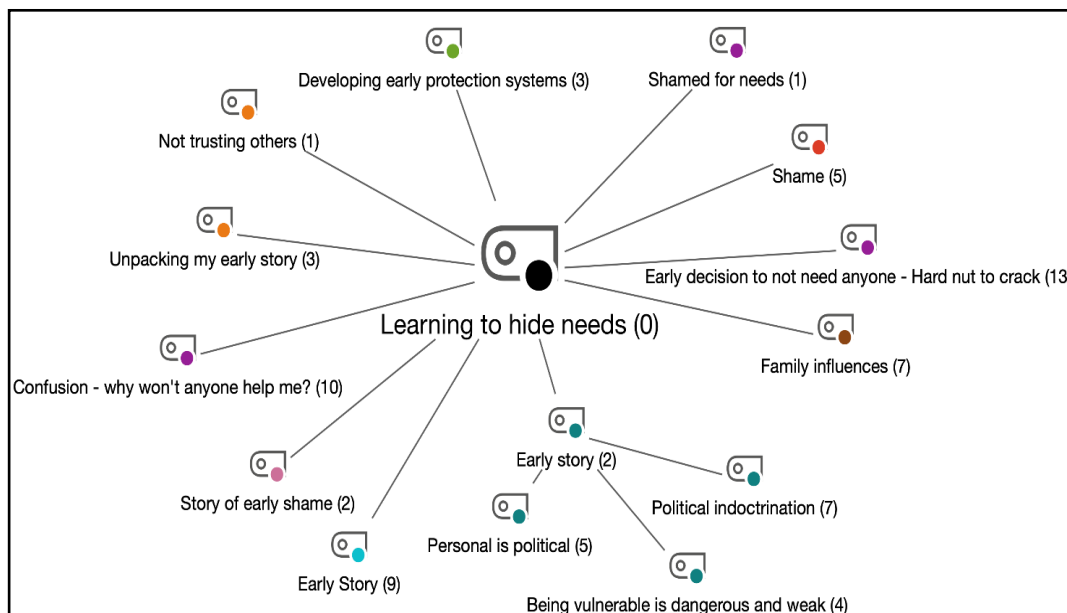 Developing early protection systems (3)
Shamed for needs (1)
Not trusting others (1)
Shame (5)
Unpacking my early story (3)
Early decision to not need anyone - Hard nut to crack (13
Learning to hide needs (0)
Family influences (7)
Confusion - why won't anyone help me? (10)
Early story (2)
Story of early shame (2)
Political indoctrination (7)
Personal is political (5)
Early Story (9)
Being vulnerable is dangerous and weak (4)